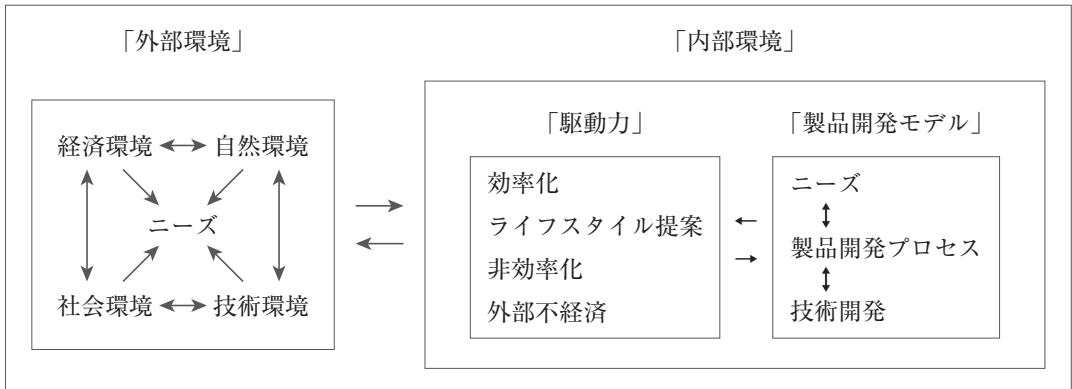 「外部環境」
「内部環境」
経済環境
自然環境
ニーズ
社会環境
技術環境
「駆動力」
効率化
ライフスタイル提案
非効率化
外部不経済
「製品開発モデル」
ニーズ
製品開発プロセス
技術開発